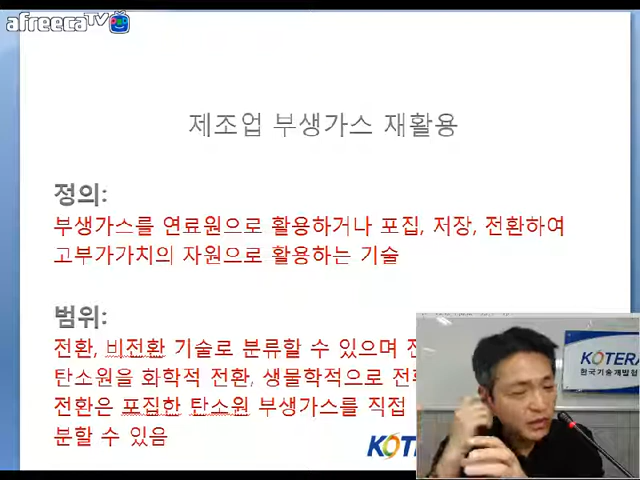 afreecaTV
제조업 부생가스 재활용
정의:
부생가스를 연료원으로 활용하거나 포집, 저장, 전환하여
고부가가치의 자원으로 활용하는 기술
범위:
전환, 비전환 기술로 분류할 수 있으며
탄소원을 화학적 전환, 생물학적으로
전환은 포집한 탄소원 부생가스를 직접
분할 수 있음
KOTERA
한국기술개발협